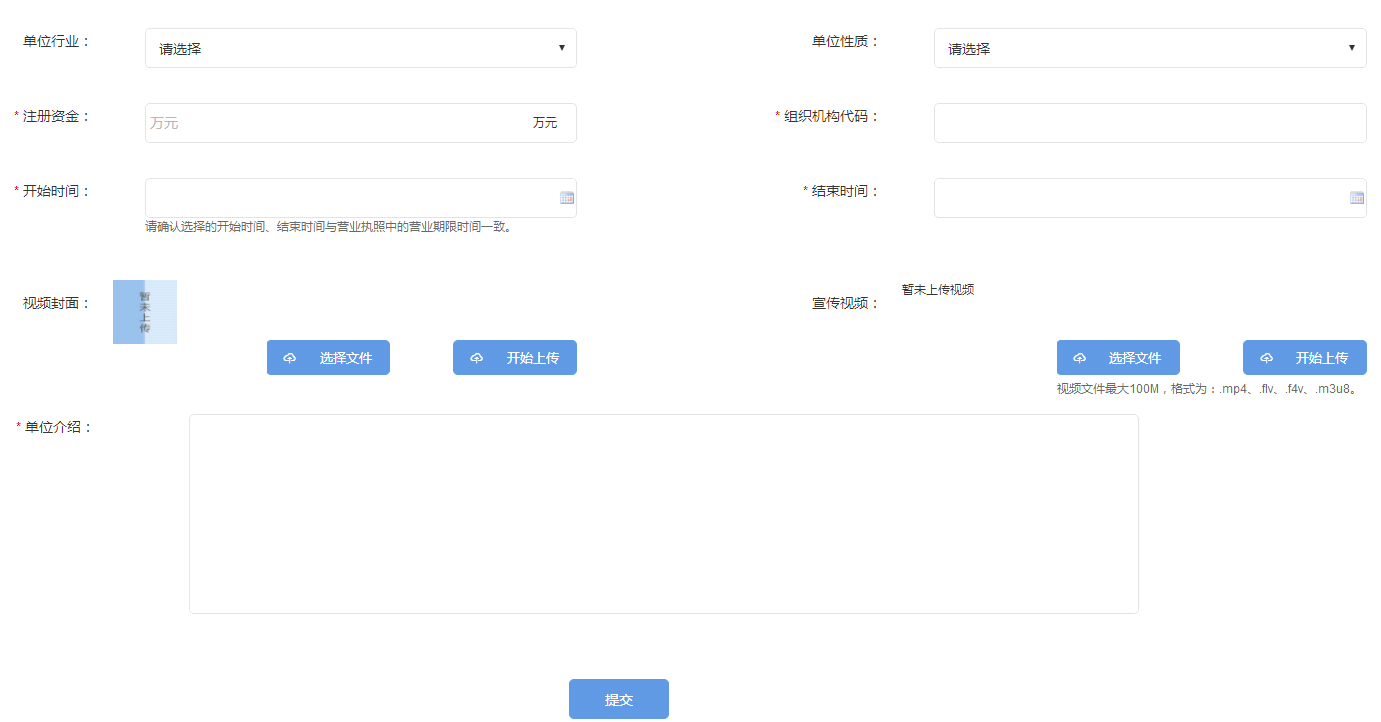 单位行业：
请选择
单位性质：
请选择
* 注册资金：
万元 万元
* 组织机构代码：
* 开始时间：
* 结束时间：
请确认选择的开始时间、结束时间与营业执照中的营业期限时间一致。
视频封面：
暂未上传
宣传视频：
暂未上传视频
选择文件
开始上传
选择文件
开始上传
视频文件最大100M，格式为：.mp4、.flv、.f4v、.m3u8。
* 单位介绍：
提交